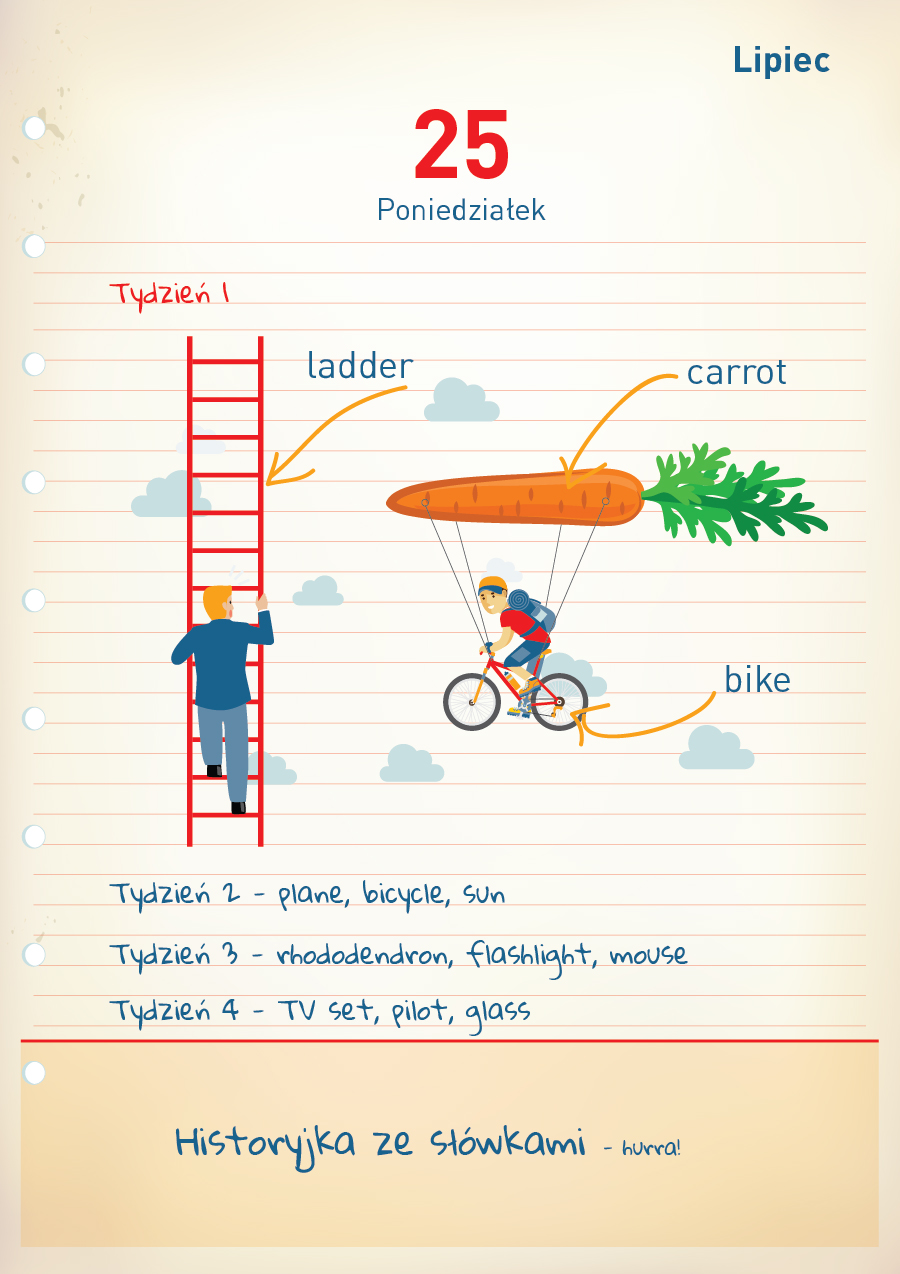 Lipiec
25
Poniedziałek
Tydzień 1
ladder
carrot
bike
Tydzień 2 - plane, bicycle, sun
Tydzień 3 - rhododendron, flashlight, mouse
Tydzień 4 - TV set, pilot, glass
Historyjka ze słówkami - hurra!